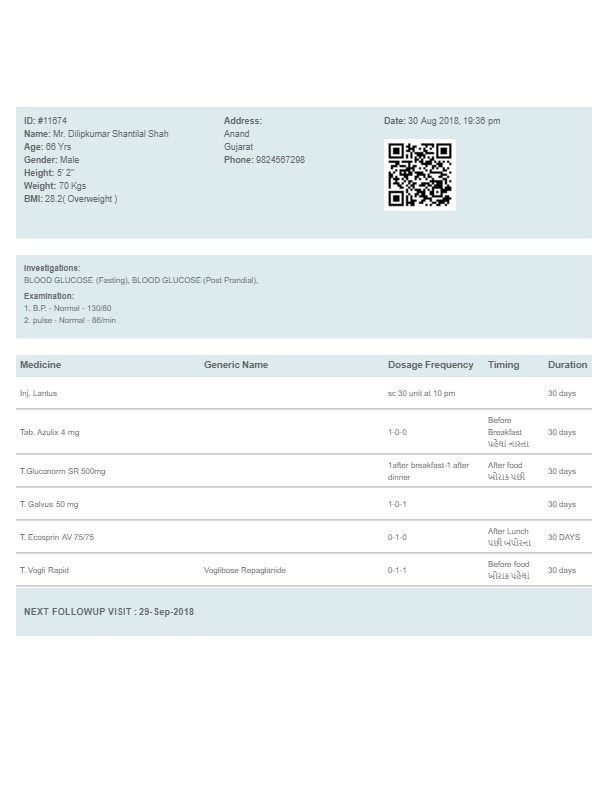 ID: #11674
Name: Mr. Dilipkumar Shantilal Shah
Age: 66 Yrs
Gender: Male
Height: 5' 2"
Weight: 70 Kgs
BMI: 28.2( Overweight )
Address:
Anand
Gujarat
Phone: 9824567298
Date: 30 Aug 2018, 19:36 pm
Investigations:
BLOOD GLUCOSE (Fasting), BLOOD GLUCOSE (Post Prandial),
Examination:
1. B.P. - Normal - 130/80
2. pulse - Normal - 86/min
Medicine Generic Name Dosage Frequency Timing Duration
Inj. Lantus sc 30 unit at 10 pm 30 days
Tab. Azulix 4 mg 1-0-0 Before Breakfast પહેલાં નાસ્તા 30 days
T.Gluconorm SR 500mg 1after breakfast-1 after dinner After food ખોરાક પછી 30 days
T. Galvus 50 mg 1-0-1 30 days
T. Ecosprin AV 75/75 0-1-0 After Lunch પછી બપોરના 30 DAYS
T. Vogli Rapid Voglibose Repaglanide 0-1-1 Before food ખોરાક પહેલાં 30 days
NEXT FOLLOWUP VISIT : 29-Sep-2018